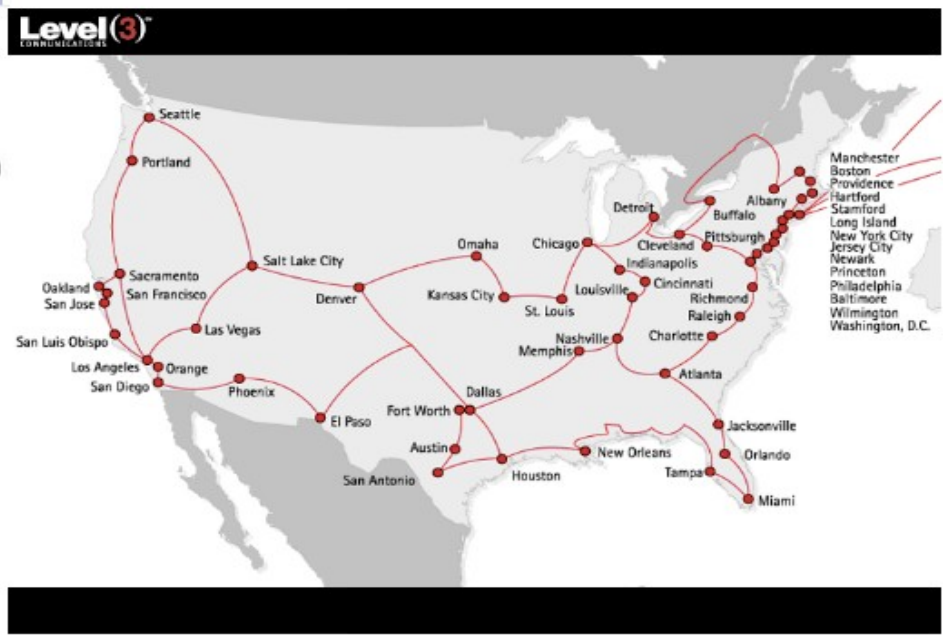 Level(3)™
COMMUNICATIONS
Seattle
Portland
Manchester
Boston
Providence
Hartford
Stamford
Long Island
New York City
Jersey City
Newark
Princeton
Philadelphia
Baltimore
Wilmington
Washington, D.C.
Albany
Detroit
Buffalo
Omaha
Chicago
Cleveland
Pittsburgh
Salt Lake City
Indianapolis
Sacramento
Oakland
San Francisco
San Jose
Denver
Kansas City
St. Louis
Louisville
Cincinnati
Richmond
Raleigh
Las Vegas
San Luis Obispo
Nashville
Memphis
Charlotte
Los Angeles
Orange
San Diego
Phoenix
Atlanta
Dallas
Fort Worth
El Paso
Jacksonville
Austin
New Orleans
Orlando
San Antonio
Houston
Tampa
Miami